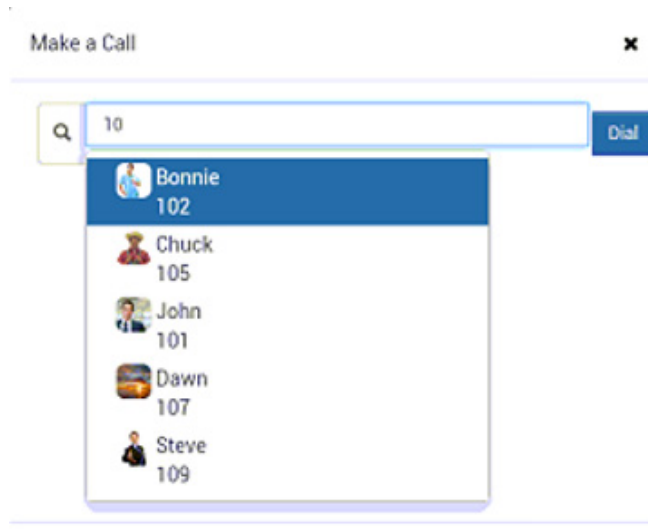 Make a Call
10
Dial
Bonnie
102
Chuck
105
John
101
Dawn
107
Steve
109